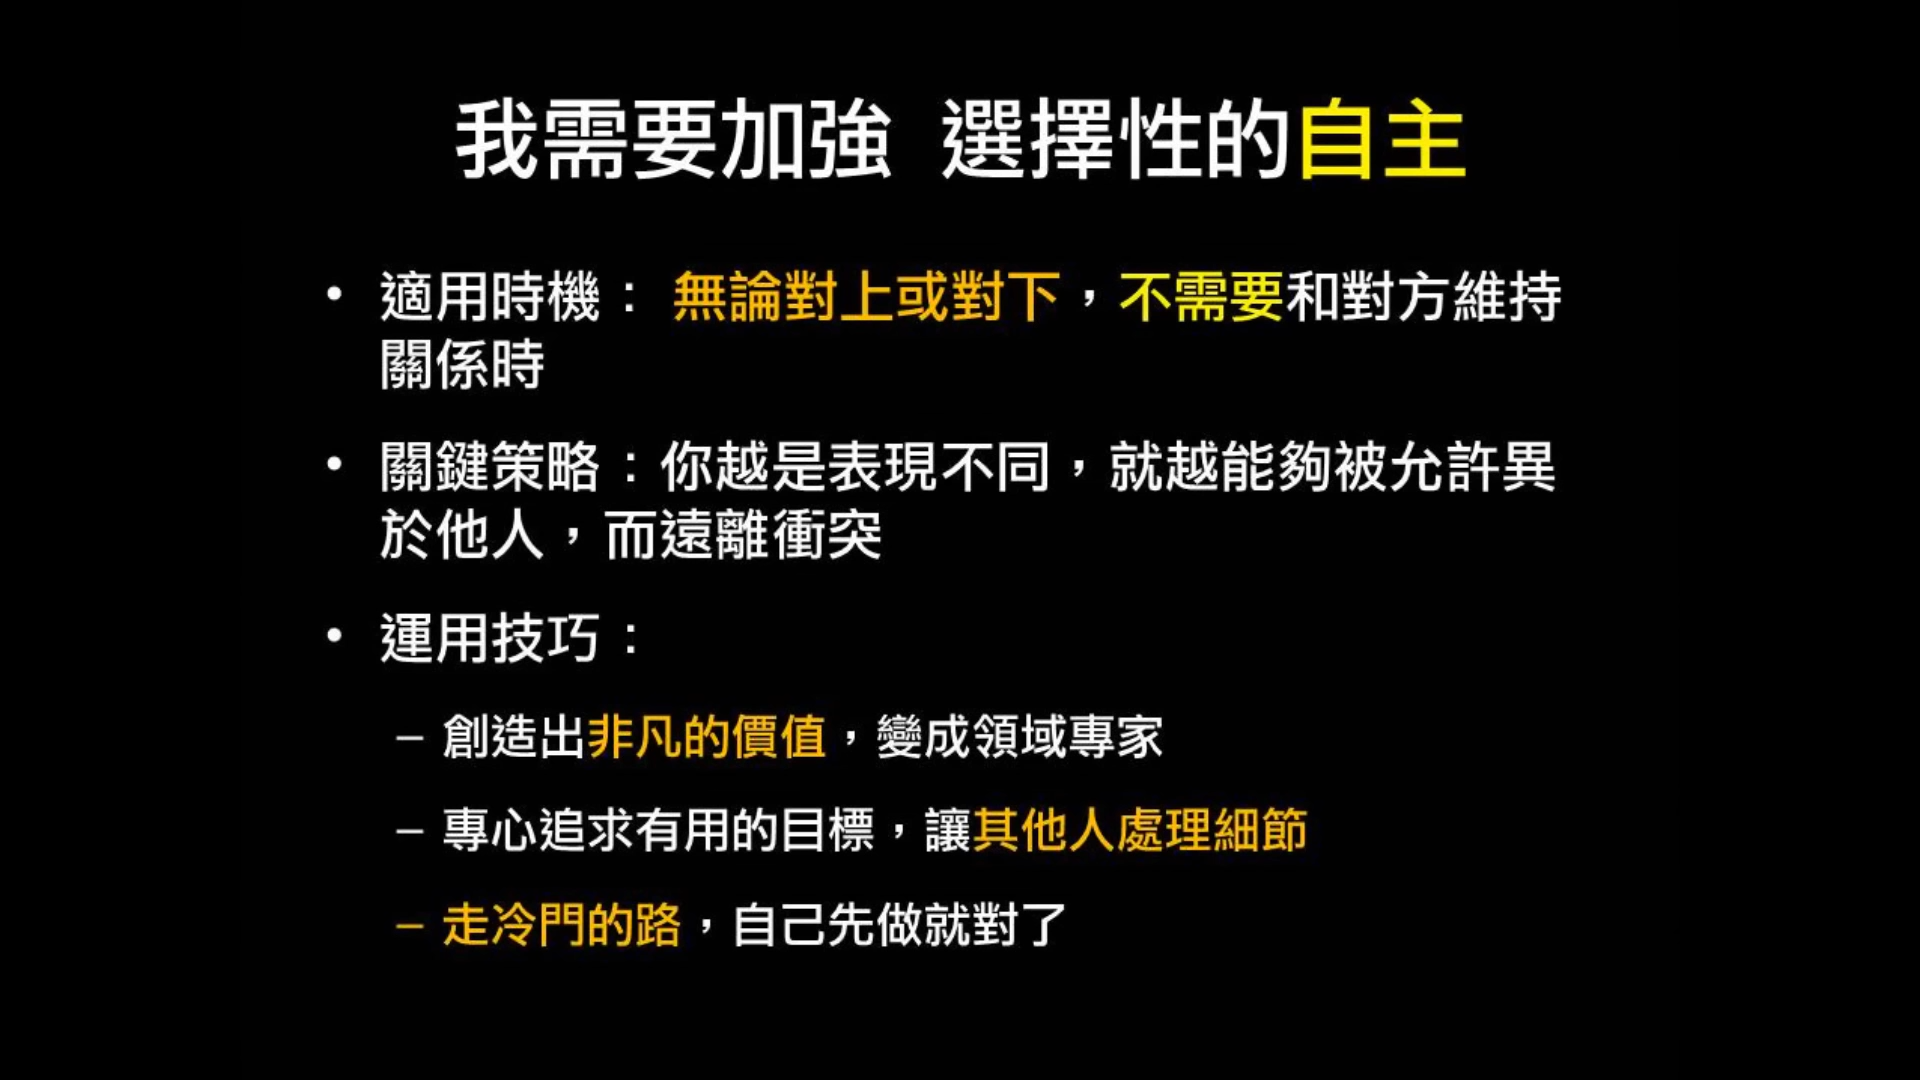 我需要加強 選擇性的自主
• 適用時機： 無論對上或對下，不需要和對方維持
關係時
• 關鍵策略：你越是表現不同，就越能夠被允許異
於他人，而遠離衝突
• 運用技巧：
– 創造出非凡的價值，變成領域專家
– 專心追求有用的目標，讓其他人處理細節
– 走冷門的路，自己先做就對了